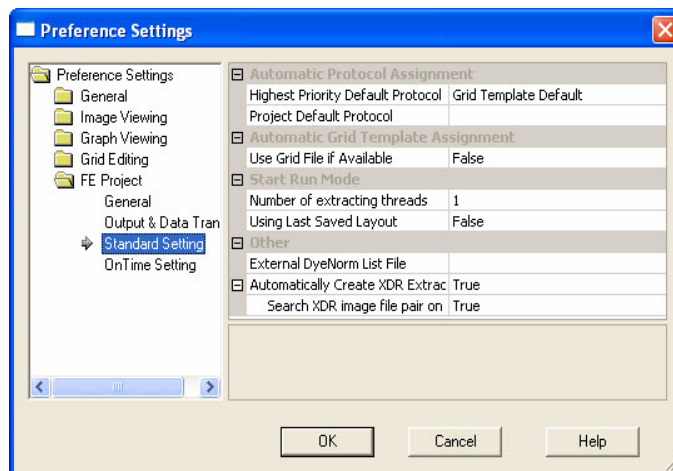 Preference Settings
Preference Settings
General
Image Viewing
Graph Viewing
Grid Editing
FE Project
General
Output & Data Tran
Standard Setting
OnTime Setting
Automatic Protocol Assignment
Highest Priority Default Protocol Grid Template Default
Project Default Protocol
Automatic Grid Template Assignment
Use Grid File if Available False
Start Run Mode
Number of extracting threads 1
Using Last Saved Layout False
Other
External DyeNorm List File
Automatically Create XDR Extrac True
Search XDR image file pair on True
OK Cancel Help